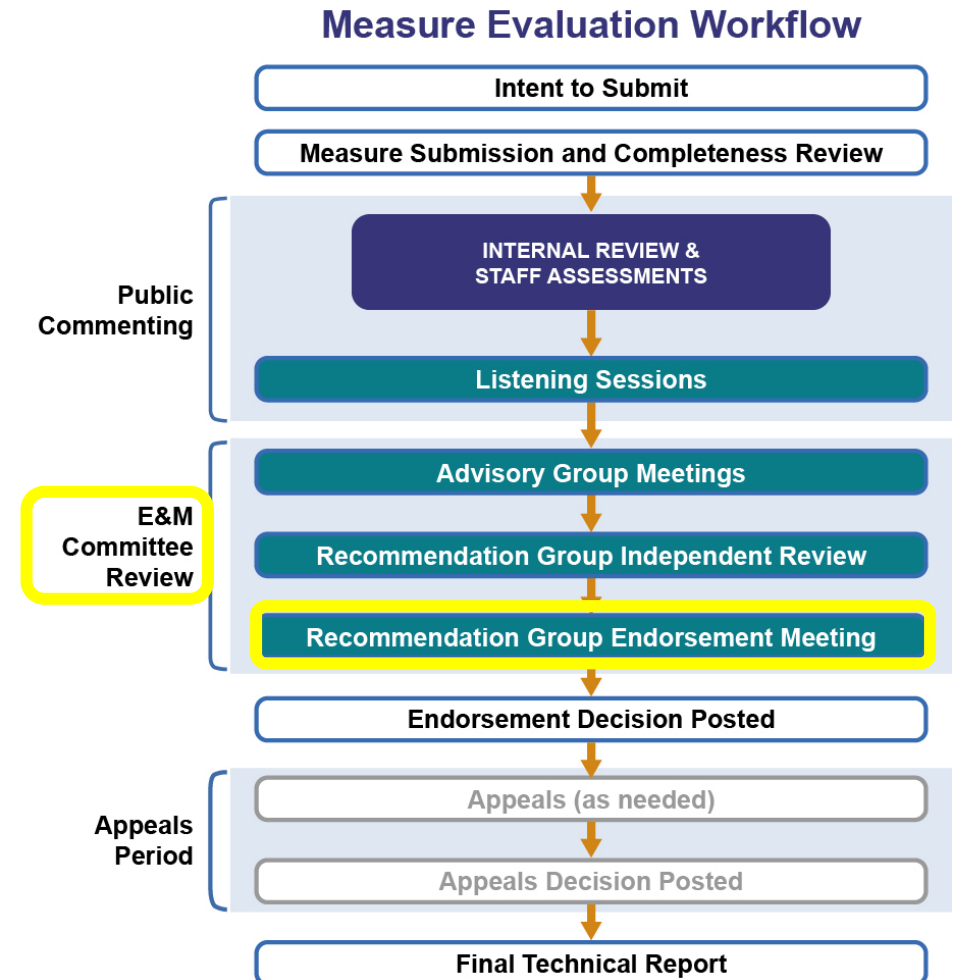 Measure Evaluation Workflow
Intent to Submit
Measure Submission and Completeness Review
Public
Commenting
INTERNAL REVIEW &
STAFF ASSESSMENTS
Listening Sessions
E&M
Committee
Review
Advisory Group Meetings
Recommendation Group Independent Review
Recommendation Group Endorsement Meeting
Endorsement Decision Posted
Appeals
Period
Appeals (as needed)
Appeals Decision Posted
Final Technical Report